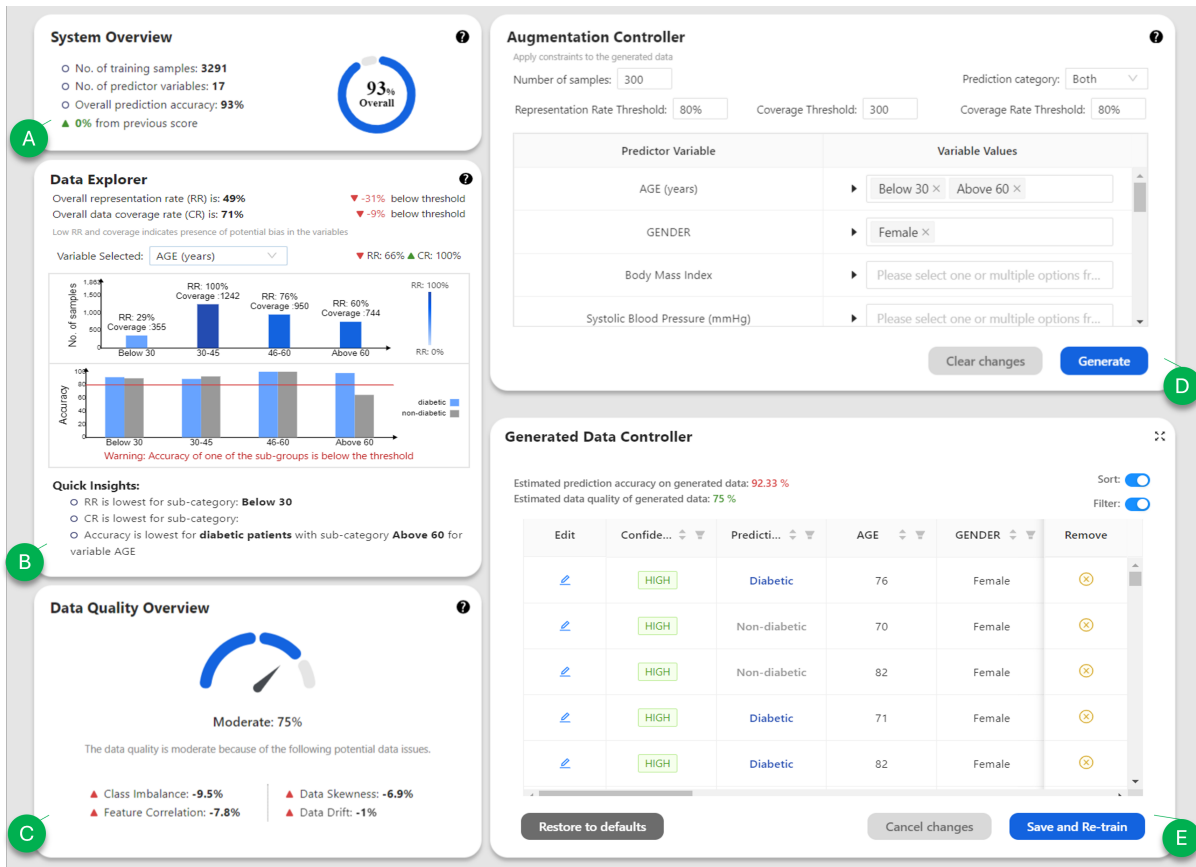 System Overview
?
No. of training samples: 3291
No. of predictor variables: 17
Overall prediction accuracy: 93%
▲ 0% from previous score
93%
Overall
A
Data Explorer
?
Overall representation rate (RR) is: 49%
▼ -31% below threshold
Overall data coverage rate (CR) is: 71%
▼ -9% below threshold
Low RR and coverage indicates presence of potential bias in the variables
Variable Selected: AGE (years)
▼ RR: 66% ▲ CR: 100%
No. of samples
1,863
1,500
1,000
500
0
RR: 29%
Coverage :355
RR: 100%
Coverage :1242
RR: 76%
Coverage :950
RR: 60%
Coverage :744
Below 30
30-45
46-60
Above 60
RR: 100%
RR: 0%
Accuracy
100
80
60
40
20
0
Below 30
30-45
46-60
Above 60
diabetic
non-diabetic
Warning: Accuracy of one of the sub-groups is below the threshold
Quick Insights:
RR is lowest for sub-category: Below 30
CR is lowest for sub-category:
Accuracy is lowest for diabetic patients with sub-category Above 60 for
variable AGE
B
Data Quality Overview
?
Moderate: 75%
The data quality is moderate because of the following potential data issues.
▲ Class Imbalance: -9.5%
▲ Data Skewness: -6.9%
▲ Feature Correlation: -7.8%
▲ Data Drift: -1%
C
Augmentation Controller
?
Apply constraints to the generated data
Number of samples: 300
Prediction category: Both
Representation Rate Threshold: 80%
Coverage Threshold: 300
Coverage Rate Threshold: 80%
Predictor Variable
Variable Values
AGE (years)
Below 30 ×
Above 60 ×
GENDER
Female ×
Body Mass Index
Please select one or multiple options fr...
Systolic Blood Pressure (mmHg)
Please select one or multiple options fr...
Clear changes
Generate
D
Generated Data Controller
Estimated prediction accuracy on generated data: 92.33 %
Sort:
Estimated data quality of generated data: 75 %
Filter:
Edit
Confide...
Predicti...
AGE
GENDER
Remove
HIGH
Diabetic
76
Female
HIGH
Non-diabetic
70
Female
HIGH
Non-diabetic
82
Female
HIGH
Diabetic
71
Female
HIGH
Diabetic
82
Female
Restore to defaults
Cancel changes
Save and Re-train
E